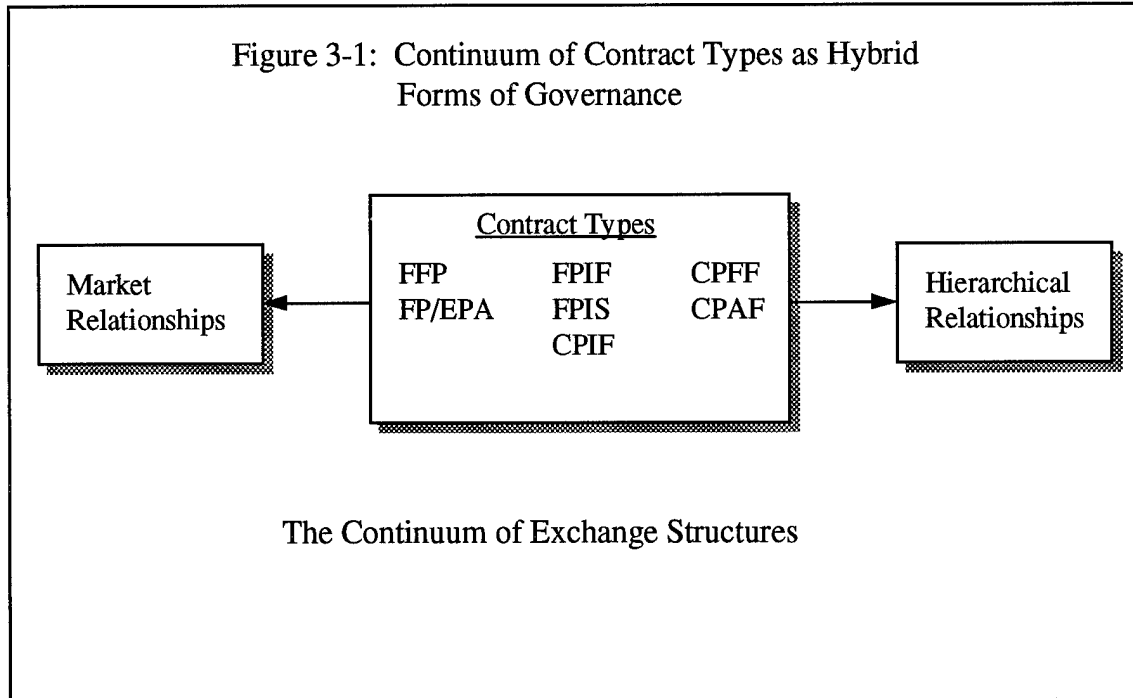 Figure 3-1: Continuum of Contract Types as Hybrid
Forms of Governance
Market
Relationships
Contract Types
FFP FPIF CPFF
FP/EPA FPIS CPAF
CPIF
Hierarchical
Relationships
The Continuum of Exchange Structures